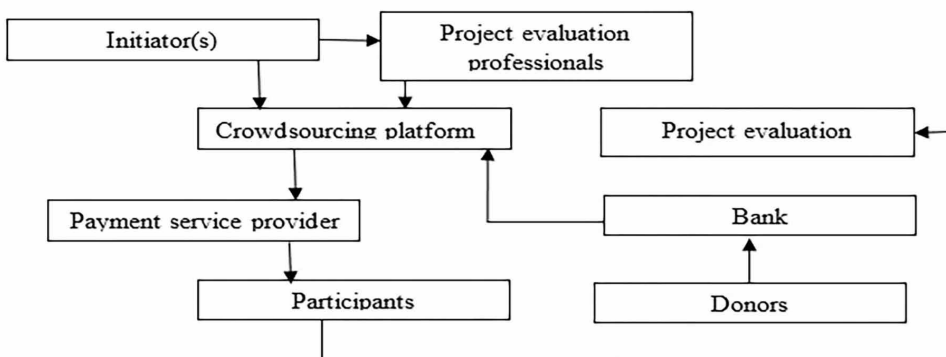 Initiator(s)
Project evaluation
professionals
Crowdsourcing platform
Project evaluation
Payment service provider
Bank
Participants
Donors